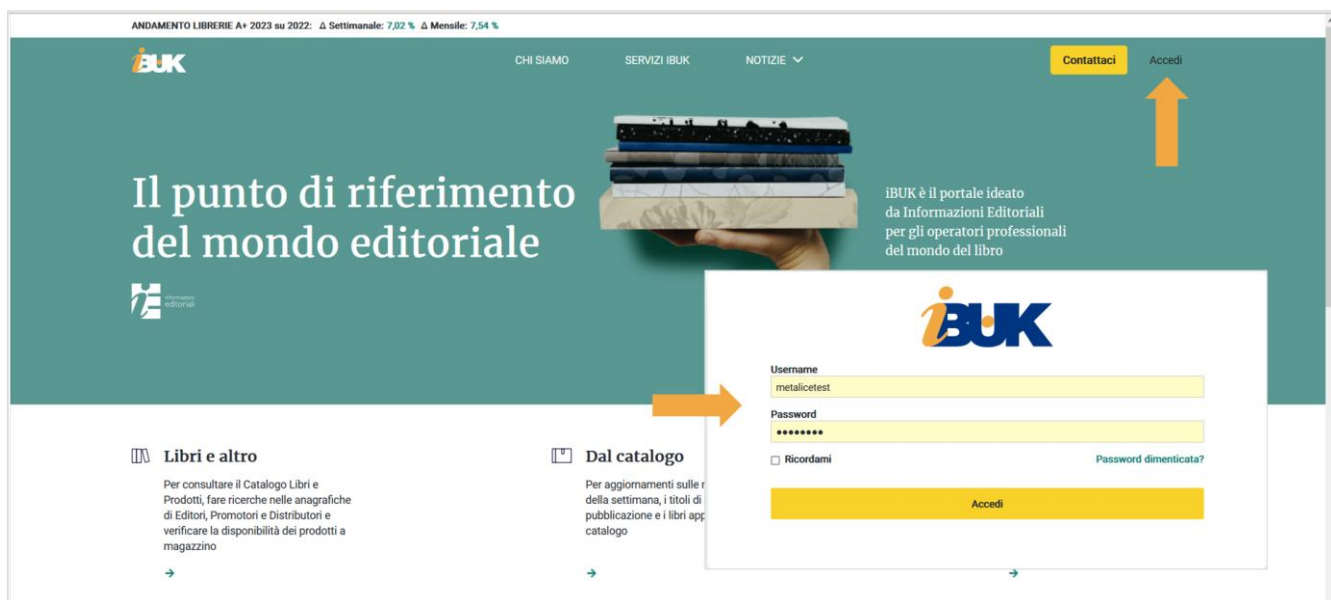 ANDAMENTO LIBRERIE A+ 2023 su 2022: Δ Settimanale: 7,02 % Δ Mensile: 7,54 %
iBUK
CHI SIAMO
SERVIZI IBUK
NOTIZIE
Contattaci
Accedi
Il punto di riferimento
del mondo editoriale
iBUK è il portale ideato
da Informazioni Editoriali
per gli operatori professionali
del mondo del libro
informazioni
editoriali
iBUK
Username
metalicetest
Password
••••••••
Ricordami
Password dimenticata?
Accedi
Libri e altro
Per consultare il Catalogo Libri e
Prodotti, fare ricerche nelle anagrafiche
di Editori, Promotori e Distributori e
verificare la disponibilità dei prodotti a
magazzino
Dal catalogo
Per aggiornamenti sulle
della settimana, i titoli di
pubblicazione e i libri app
catalogo